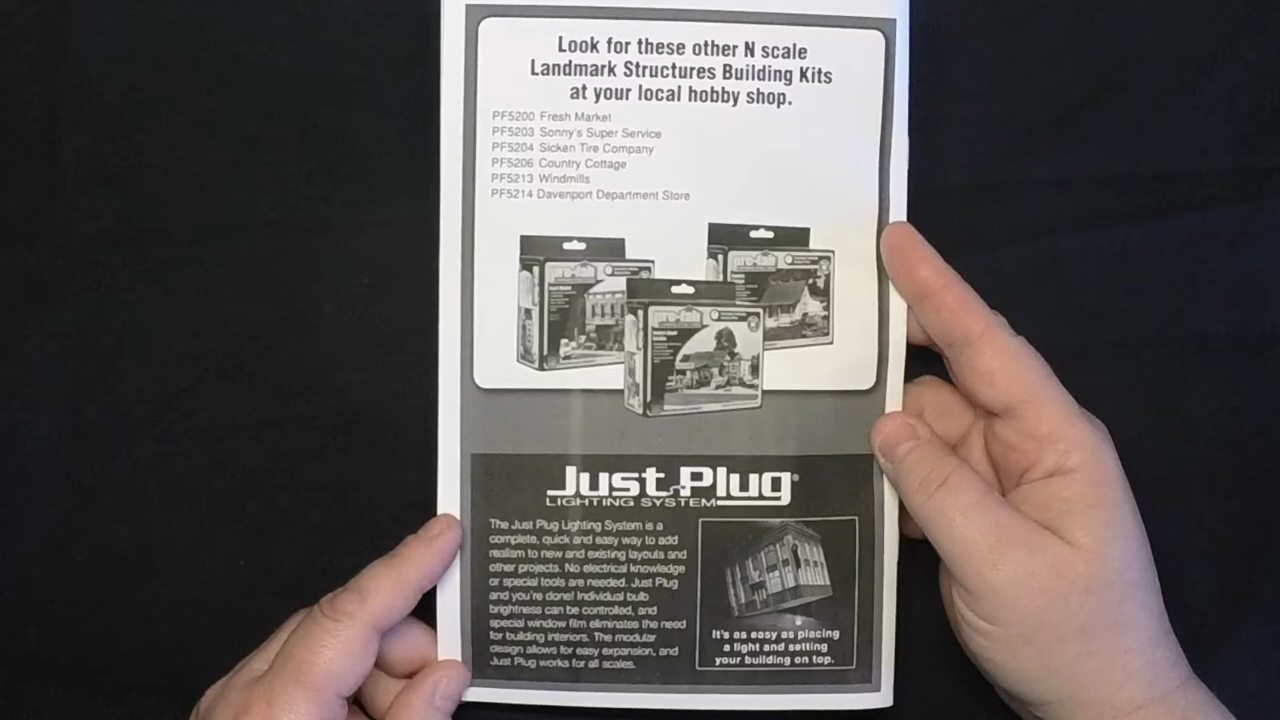 Look for these other N scale
Landmark Structures Building Kits
at your local hobby shop.
PF5200 Fresh Market
PF5203 Sonny's Super Service
PF5204 Sicken Tire Company
PF5206 Country Cottage
PF5213 Windmills
PF5214 Davenport Department Store
pre-fab
pre-fab
pre-fab
Just Plug®
LIGHTING SYSTEM
The Just Plug Lighting System is a
complete, quick and easy way to add
realism to new and existing layouts and
other projects. No electrical knowledge
or special tools are needed. Just Plug
and you're done! Individual bulb
brightness can be controlled, and
special window film eliminates the need
for building interiors. The modular
design allows for easy expansion, and
Just Plug works for all scales.
It's as easy as placing
a light and setting
your building on top.